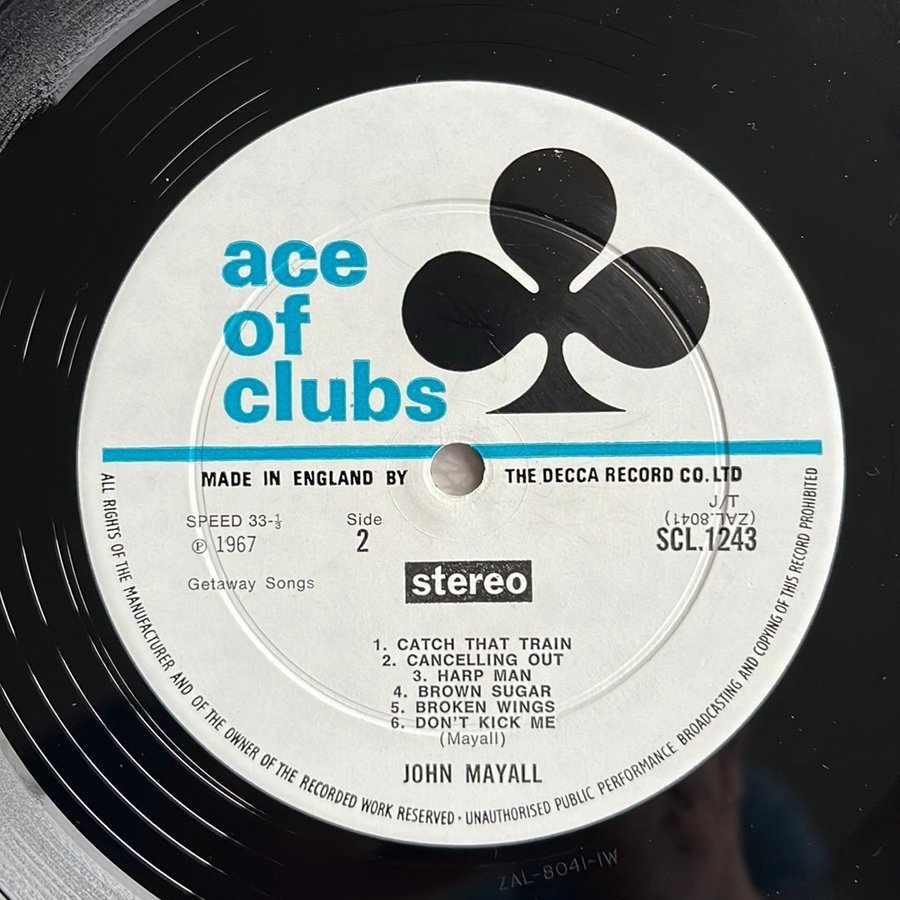 ace
of
clubs
MADE IN ENGLAND BY THE DECCA RECORD CO. LTD
J/T
(ZAL.8041)
SPEED 33-⅓ Side
℗ 1967 2 SCL.1243
Getaway Songs
stereo
1. CATCH THAT TRAIN
2. CANCELLING OUT
3. HARP MAN
4. BROWN SUGAR
5. BROKEN WINGS
6. DON'T KICK ME
(Mayall)
JOHN MAYALL
ALL RIGHTS OF THE MANUFACTURER AND OF THE OWNER OF THE RECORDED WORK RESERVED · UNAUTHORISED PUBLIC PERFORMANCE BROADCASTING AND COPYING OF THIS RECORD PROHIBITED
ZAL-8041-1W